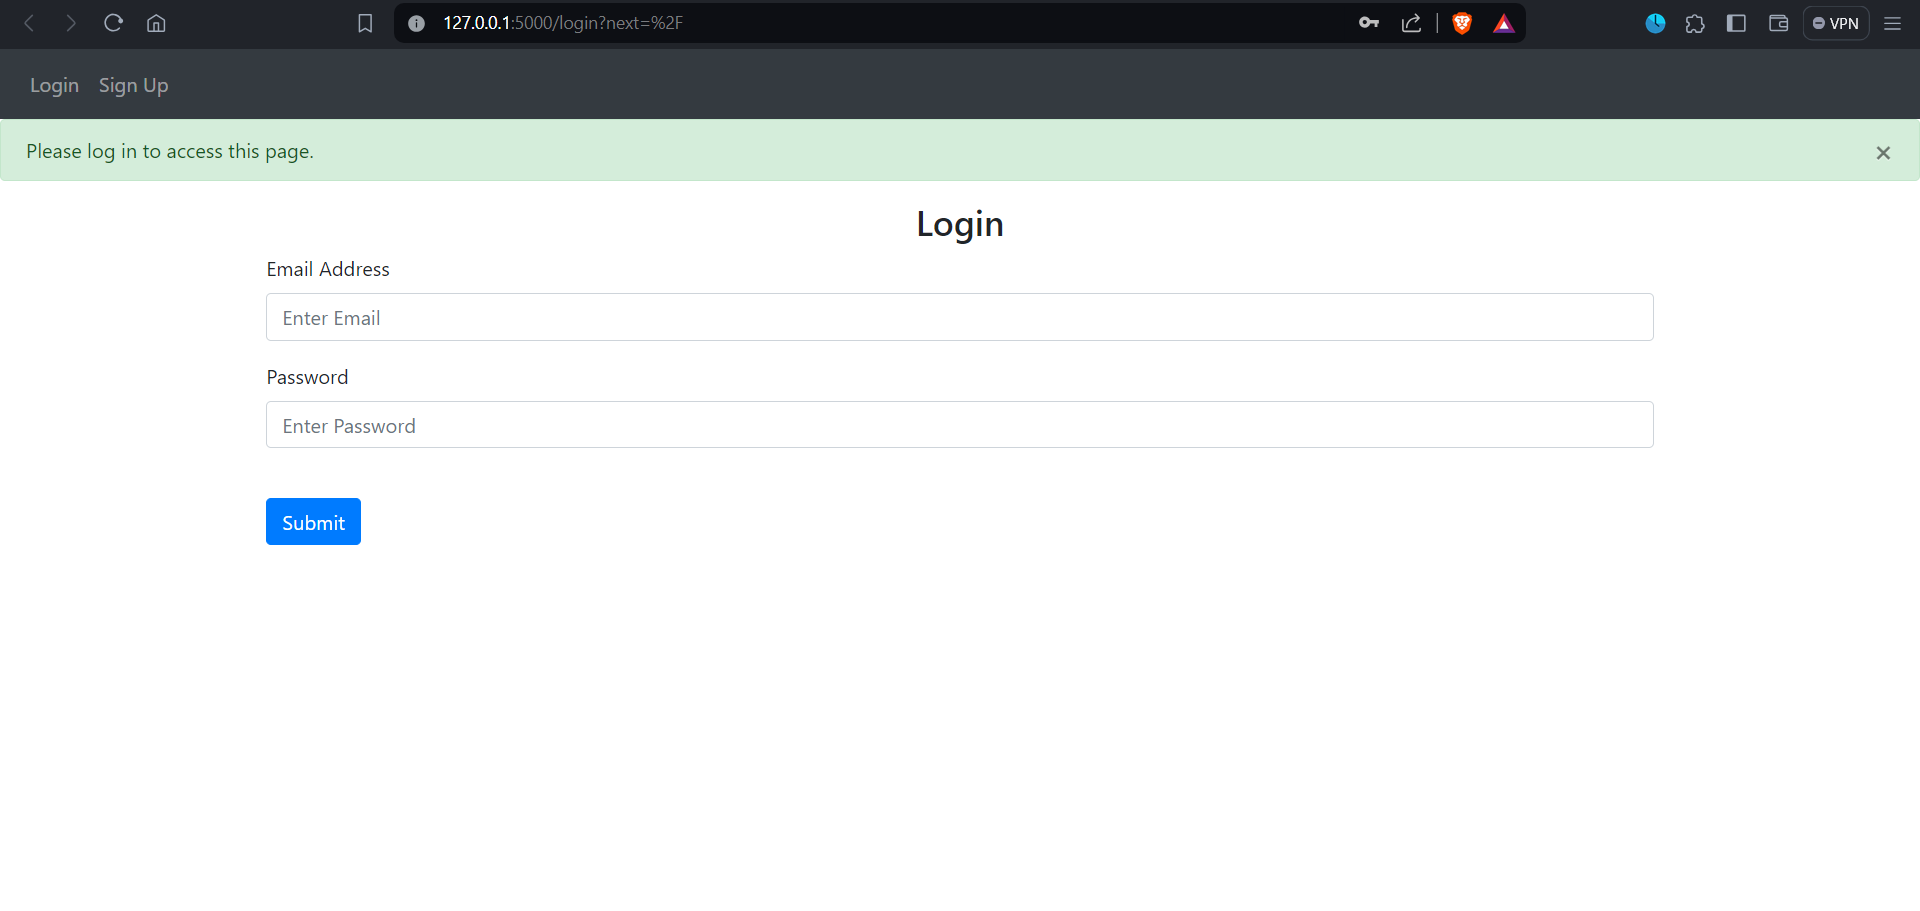 127.0.0.1:5000/login?next=%2F
VPN
Login Sign Up
Please log in to access this page.
×
Login
Email Address
Enter Email
Password
Enter Password
Submit